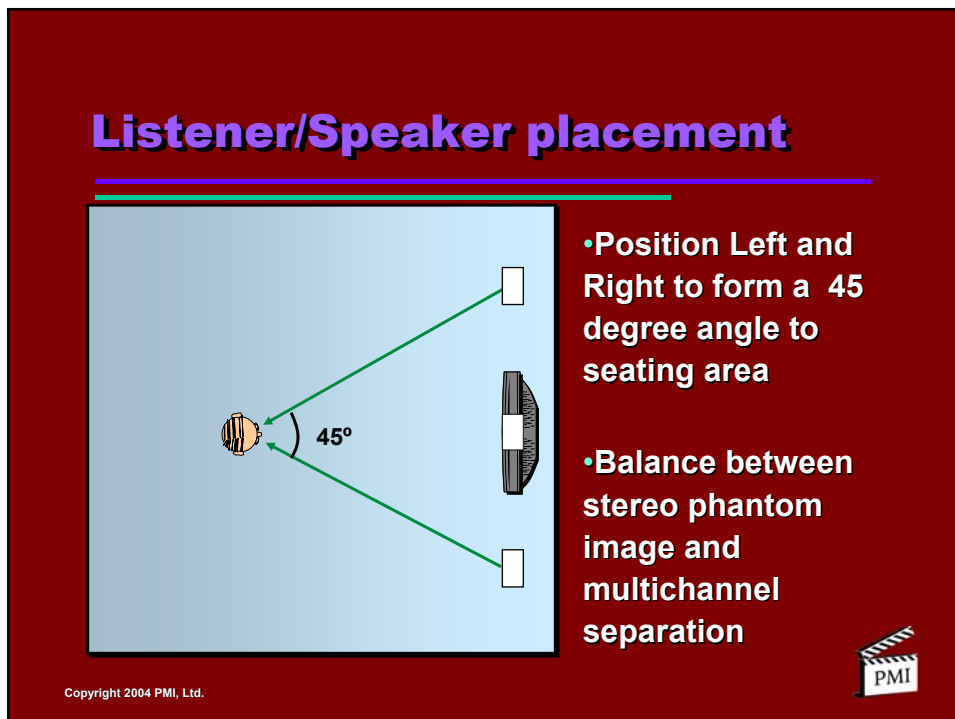 Listener/Speaker placement
•Position Left and
Right to form a 45
degree angle to
seating area
•Balance between
stereo phantom
image and
multichannel
separation
45º
PMI
Copyright 2004 PMI, Ltd.